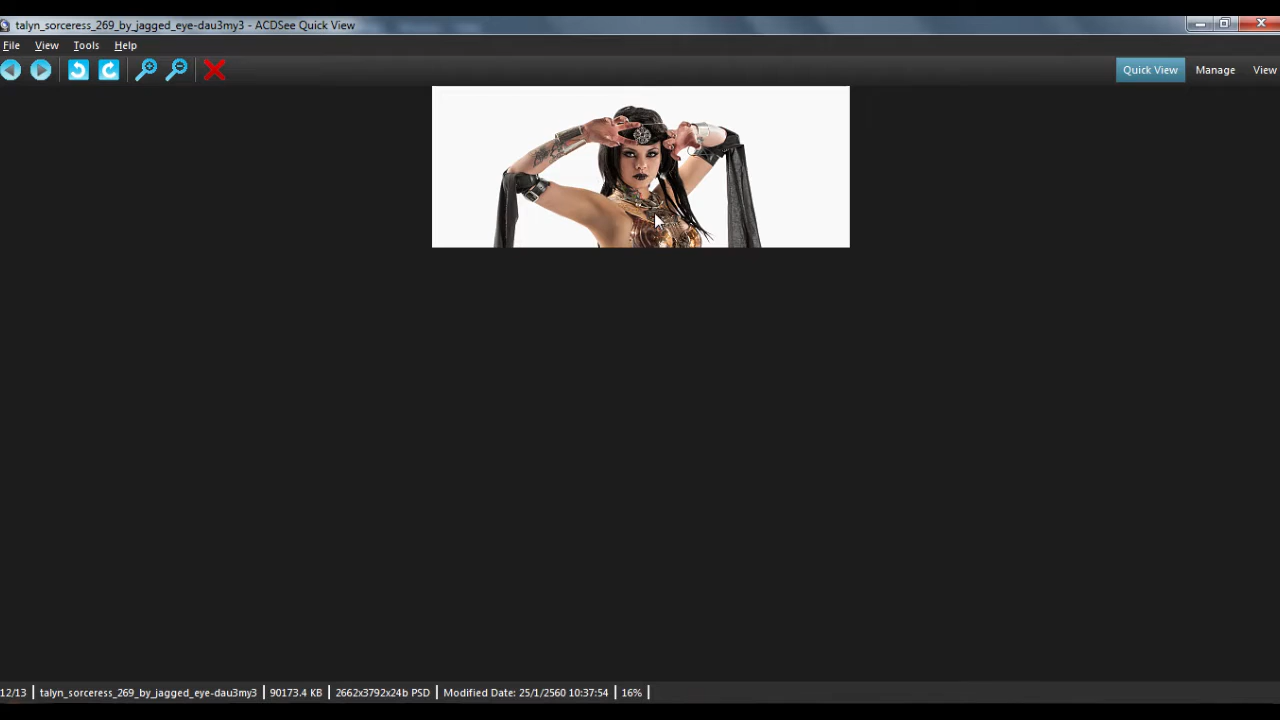 talyn_sorceress_269_by_jagged_eye-dau3my3 - ACDSee Quick View
File View Tools Help
Quick View Manage View
12/13 talyn_sorceress_269_by_jagged_eye-dau3my3 90173.4 KB 2662x3792x24b PSD Modified Date: 25/1/2560 10:37:54 16%